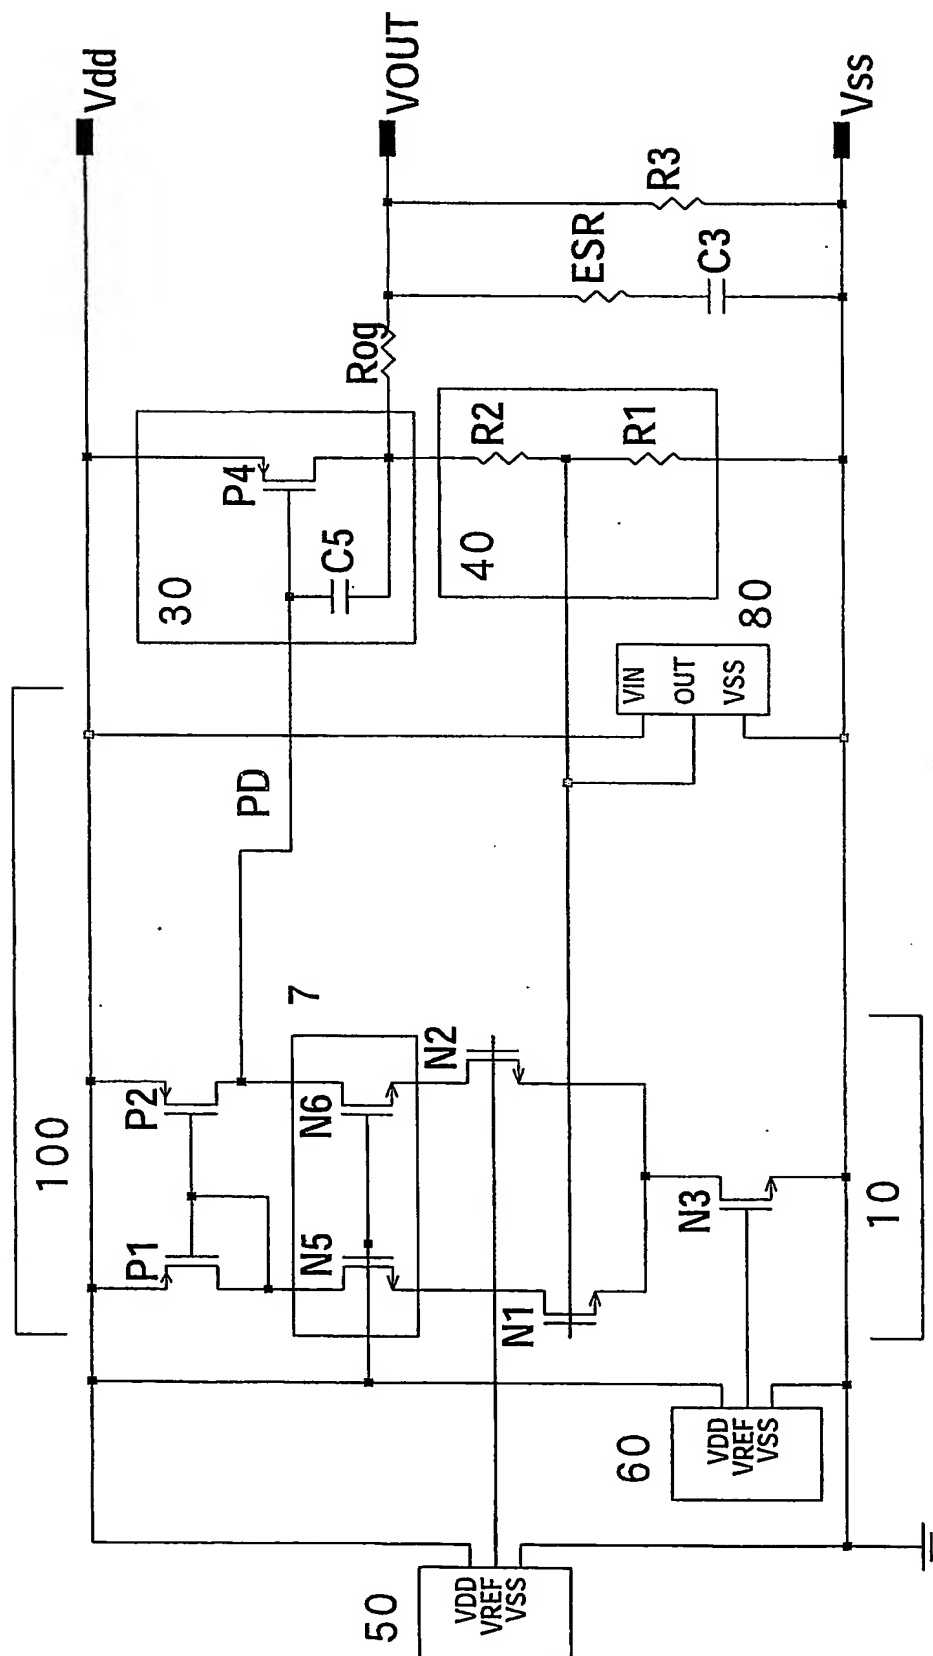 Vdd
VOUT
Vss
R3
ESR
C3
Rog
30
P4
C5
40
R2
R1
80
VIN
OUT
VSS
PD
100
P1
P2
7
N5
N6
N1
N2
N3
10
60
VDD
VREF
VSS
50
VDD
VREF
VSS